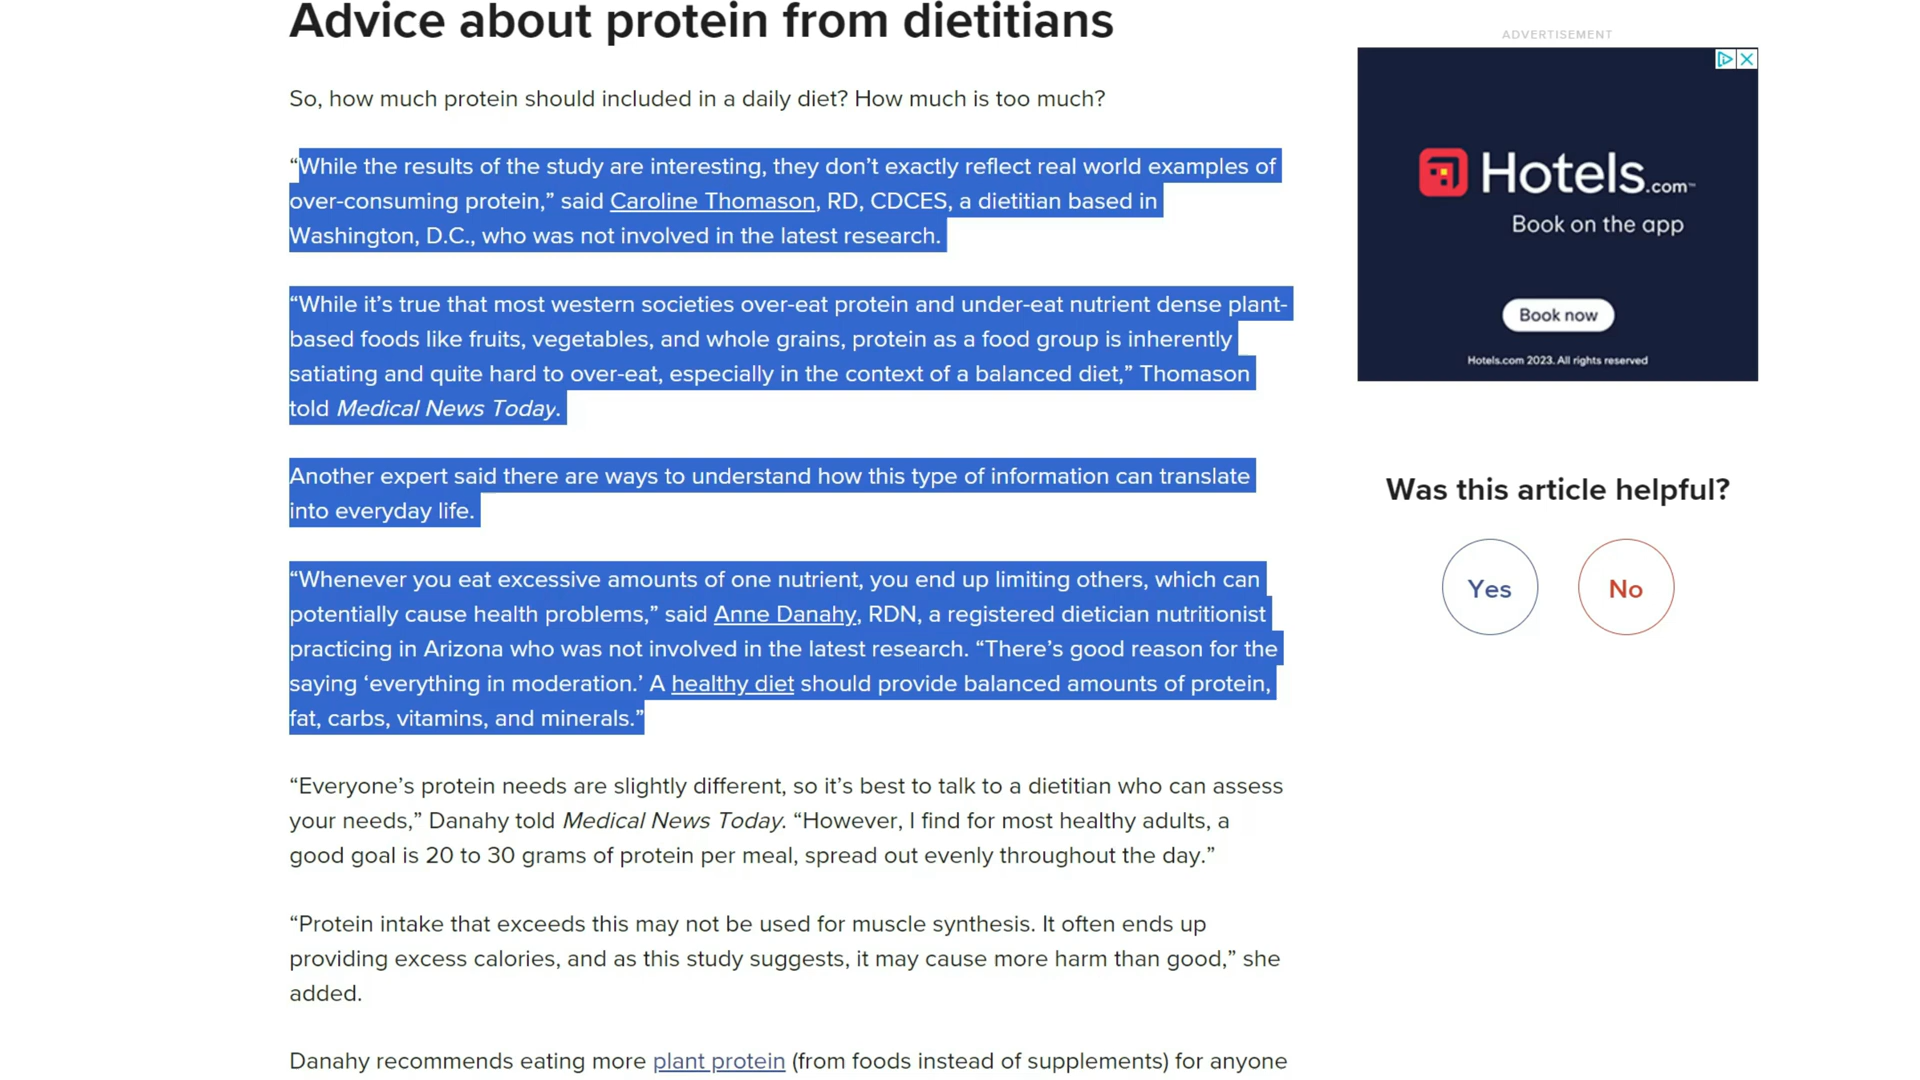 Advice about protein from dietitians
So, how much protein should included in a daily diet? How much is too much?
“While the results of the study are interesting, they don’t exactly reflect real world examples of
over-consuming protein,” said Caroline Thomason, RD, CDCES, a dietitian based in
Washington, D.C., who was not involved in the latest research.
“While it’s true that most western societies over-eat protein and under-eat nutrient dense plant-
based foods like fruits, vegetables, and whole grains, protein as a food group is inherently
satiating and quite hard to over-eat, especially in the context of a balanced diet,” Thomason
told Medical News Today.
Another expert said there are ways to understand how this type of information can translate
into everyday life.
“Whenever you eat excessive amounts of one nutrient, you end up limiting others, which can
potentially cause health problems,” said Anne Danahy, RDN, a registered dietician nutritionist
practicing in Arizona who was not involved in the latest research. “There’s good reason for the
saying ‘everything in moderation.’ A healthy diet should provide balanced amounts of protein,
fat, carbs, vitamins, and minerals.”
“Everyone’s protein needs are slightly different, so it’s best to talk to a dietitian who can assess
your needs,” Danahy told Medical News Today. “However, I find for most healthy adults, a
good goal is 20 to 30 grams of protein per meal, spread out evenly throughout the day.”
“Protein intake that exceeds this may not be used for muscle synthesis. It often ends up
providing excess calories, and as this study suggests, it may cause more harm than good,” she
added.
Danahy recommends eating more plant protein (from foods instead of supplements) for anyone
ADVERTISEMENT
Hotels.com™
Book on the app
Book now
Hotels.com 2023. All rights reserved
Was this article helpful?
Yes No